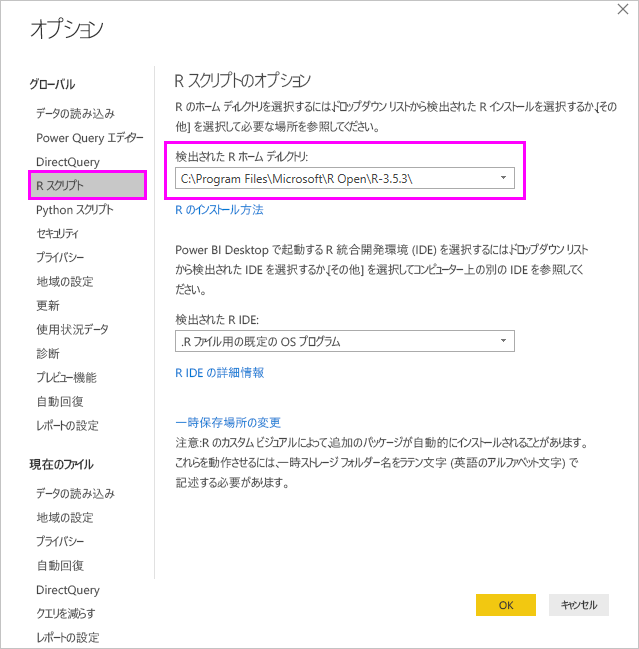 オプション
グローバル
データの読み込み
Power Query エディター
DirectQuery
R スクリプト
Python スクリプト
セキュリティ
プライバシー
地域の設定
更新
使用状況データ
診断
プレビュー機能
自動回復
レポートの設定
現在のファイル
データの読み込み
地域の設定
プライバシー
自動回復
DirectQuery
クエリを減らす
レポートの設定
R スクリプトのオプション
R のホーム ディレクトリを選択するには、ドロップダウン リストから検出された R インストールを選択するか、[その
他] を選択して必要な場所を参照してください。
検出された R ホーム ディレクトリ:
C:\Program Files\Microsoft\R Open\R-3.5.3\
R のインストール方法
Power BI Desktop で起動する R 統合開発環境 (IDE) を選択するには、ドロップダウン リスト
から検出された IDE を選択するか、[その他] を選択してコンピューター上の別の IDE を参照してく
ださい。
検出された R IDE:
.R ファイル用の既定の OS プログラム
R IDE の詳細情報
一時保存場所の変更
注意:R のカスタム ビジュアルによって、追加のパッケージが自動的にインストールされることがあります。
これらを動作させるには、一時ストレージ フォルダー名をラテン文字 (英語のアルファベット文字) で
記述する必要があります。
OK
キャンセル